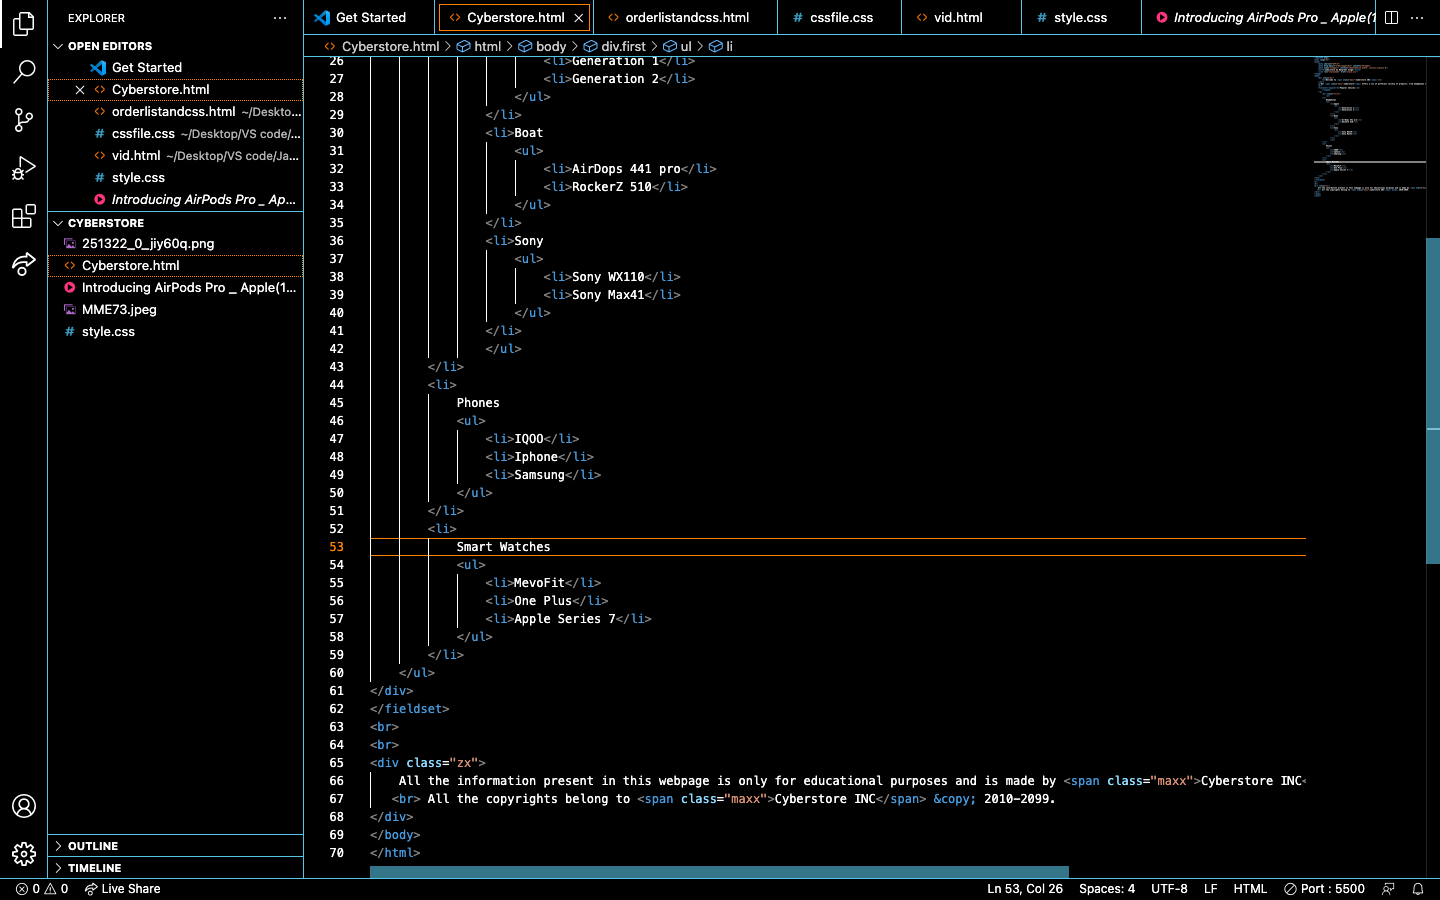 EXPLORER
OPEN EDITORS
Get Started
Cyberstore.html
orderlistandcss.html ~/Deskto...
cssfile.css ~/Desktop/VS code/...
vid.html ~/Desktop/VS code/Ja...
style.css
Introducing AirPods Pro _ Ap...
CYBERSTORE
251322_0_jiy60q.png
Cyberstore.html
Introducing AirPods Pro _ Apple(1...
MME73.jpeg
style.css
OUTLINE
TIMELINE
Get Started
Cyberstore.html
orderlistandcss.html
cssfile.css
vid.html
style.css
Introducing AirPods Pro _ Apple(1
Cyberstore.html > html > body > div.first > ul > li
26 <li>Generation 1</li>
27 <li>Generation 2</li>
28 </ul>
29 </li>
30 <li>Boat
31 <ul>
32 <li>AirDops 441 pro</li>
33 <li>RockerZ 510</li>
34 </ul>
35 </li>
36 <li>Sony
37 <ul>
38 <li>Sony WX110</li>
39 <li>Sony Max41</li>
40 </ul>
41 </li>
42 </ul>
43 </li>
44 <li>
45 Phones
46 <ul>
47 <li>IQOO</li>
48 <li>Iphone</li>
49 <li>Samsung</li>
50 </ul>
51 </li>
52 <li>
53 Smart Watches
54 <ul>
55 <li>MevoFit</li>
56 <li>One Plus</li>
57 <li>Apple Series 7</li>
58 </ul>
59 </li>
60 </ul>
61 </div>
62 </fieldset>
63 <br>
64 <br>
65 <div class="zx">
66 All the information present in this webpage is only for educational purposes and is made by <span class="maxx">Cyberstore INC<
67 <br> All the copyrights belong to <span class="maxx">Cyberstore INC</span> &copy; 2010-2099.
68 </div>
69 </body>
70 </html>
0 0 Live Share
Ln 53, Col 26 Spaces: 4 UTF-8 LF HTML Port : 5500